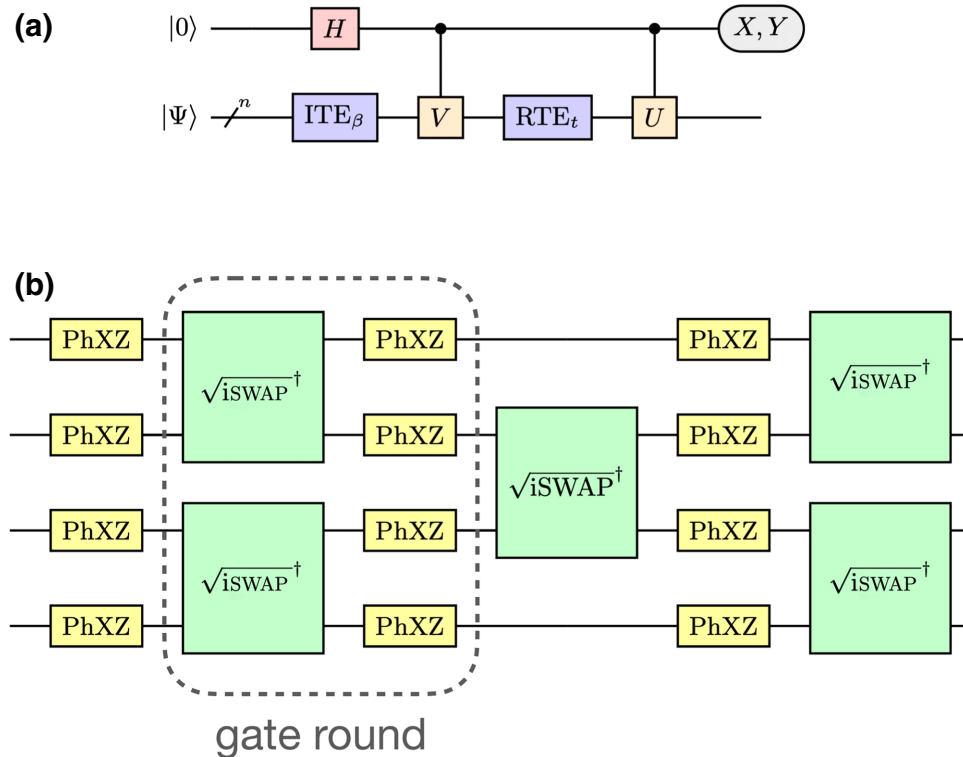 (a) |0⟩ H X, Y
|Ψ⟩ n ITE_β V RTE_t U
(b)
PhXZ PhXZ PhXZ
√iSWAP† √iSWAP†
PhXZ PhXZ PhXZ
√iSWAP†
PhXZ PhXZ PhXZ
√iSWAP† √iSWAP†
PhXZ PhXZ PhXZ
gate round